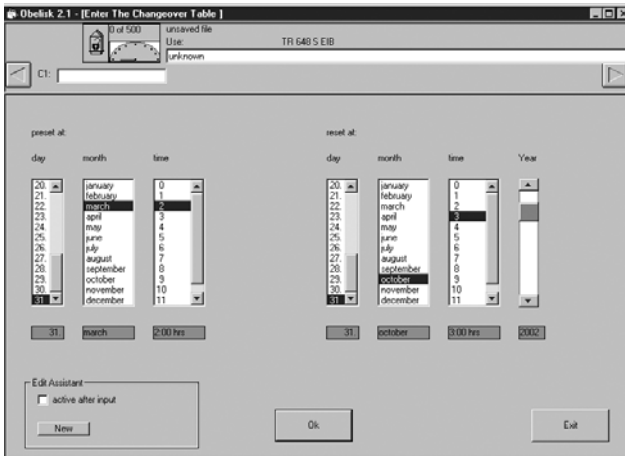 Obelisk 2.1 - [Enter The Changeover Table ]
0 of 500
unsaved file
Use:
TR 648 S EIB
unknown
C1:
preset at:
reset at:
day month time
day month time Year
20. january 0
21. february 1
22. march 2
23. april 3
24. may 4
25. june 5
26. july 6
27. august 7
28. september 8
29. october 9
30. november 10
31. december 11
20. january 0
21. february 1
22. march 2
23. april 3
24. may 4
25. june 5
26. july 6
27. august 7
28. september 8
29. october 9
30. november 10
31. december 11
31. march 2:00 hrs
31. october 3:00 hrs 2002
Edit Assistant
active after input
New
Ok
Exit